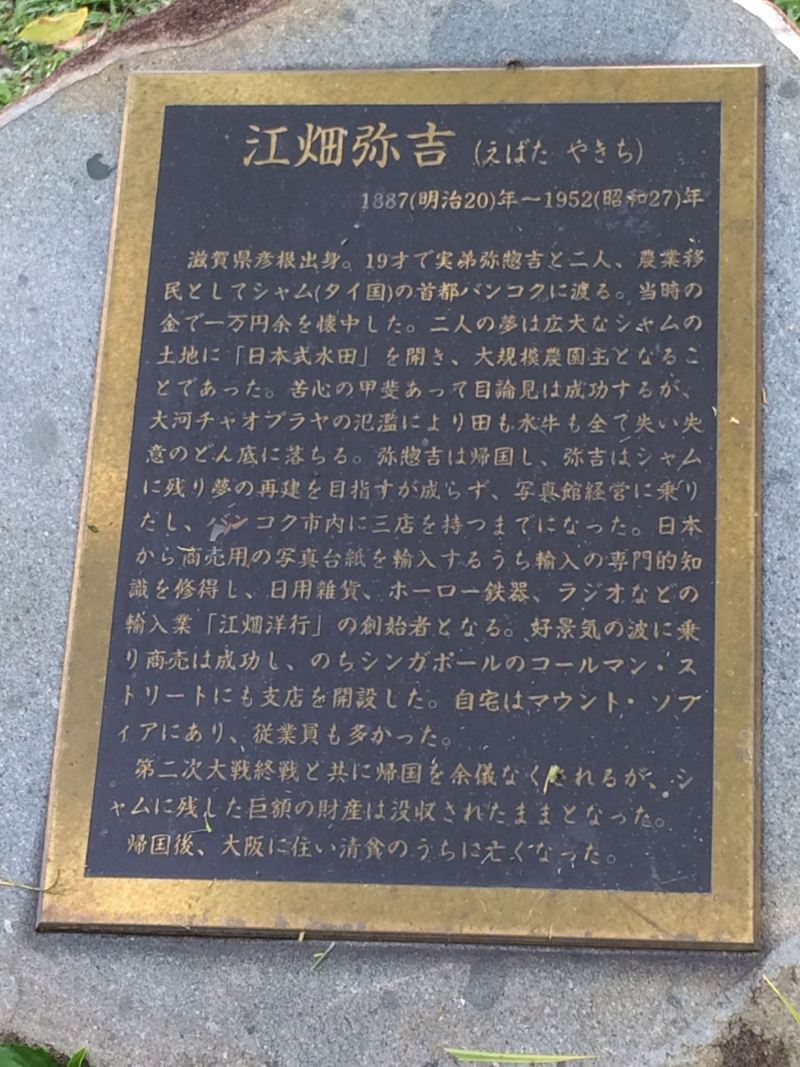 江畑弥吉 (えばた やきち)
1887(明治20)年～1952(昭和27)年
滋賀県彦根出身。19才で実弟弥惣吉と二人、農業移
民としてシャム(タイ国)の首都バンコクに渡る。当時の
金で一万円余を懐中した。二人の夢は広大なシャムの
土地に「日本式水田」を開き、大規模農園主となるこ
とであった。苦心の甲斐あって目論見は成功するが、
大河チャオプラヤの氾濫により田も水牛も全て失い失
意のどん底に落ちる。弥惣吉は帰国し、弥吉はシャム
に残り夢の再建を目指すが成らず、写真館経営に乗り
だし、バンコク市内に三店を持つまでになった。日本
から商売用の写真台紙を輸入するうち輸入の専門的知
識を修得し、日用雑貨、ホーロー鉄器、ラジオなどの
輸入業「江畑洋行」の創始者となる。好景気の波に乗
り商売は成功し、のちシンガポールのコールマン・ス
トリートにも支店を開設した。自宅はマウント・ソフ
ィアにあり、従業員も多かった。
第二次大戦終戦と共に帰国を余儀なくされるが、シ
ャムに残した巨額の財産は没収されたままとなった。
帰国後、大阪に住い清貧のうちに亡くなった。